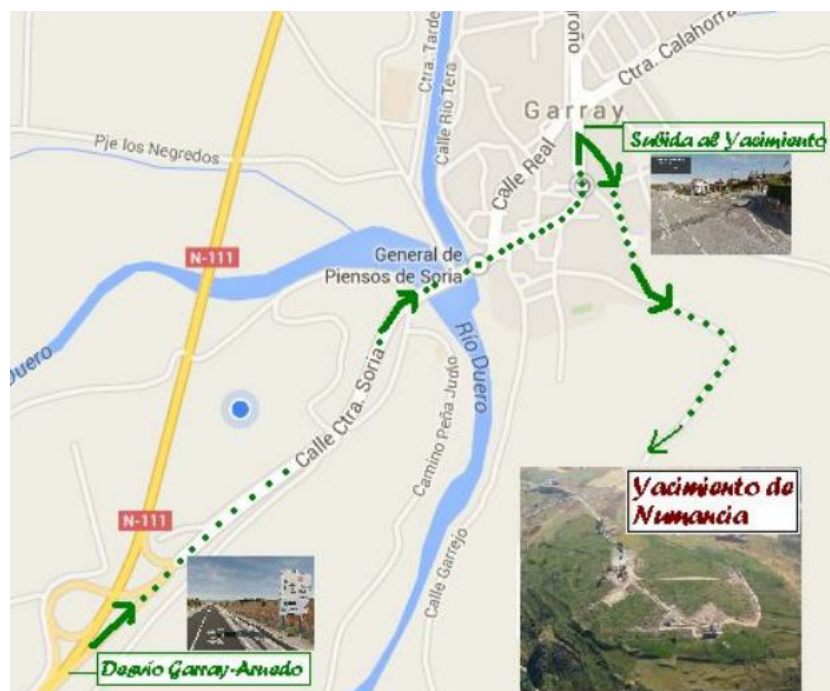 Ctra. Tarde
Calle Río Tera
oroño
Ctra. Calahorra
Garray
Pje los Negredos
Calle Real
Subida al Yacimiento
N-111
General de
Piensos de Soria
Río Duero
Duero
Calle Ctra. Soria
Camino Peña Judío
Calle Garrejo
N-111
Yacimiento de
Numancia
Desvío Garray-Arnedo